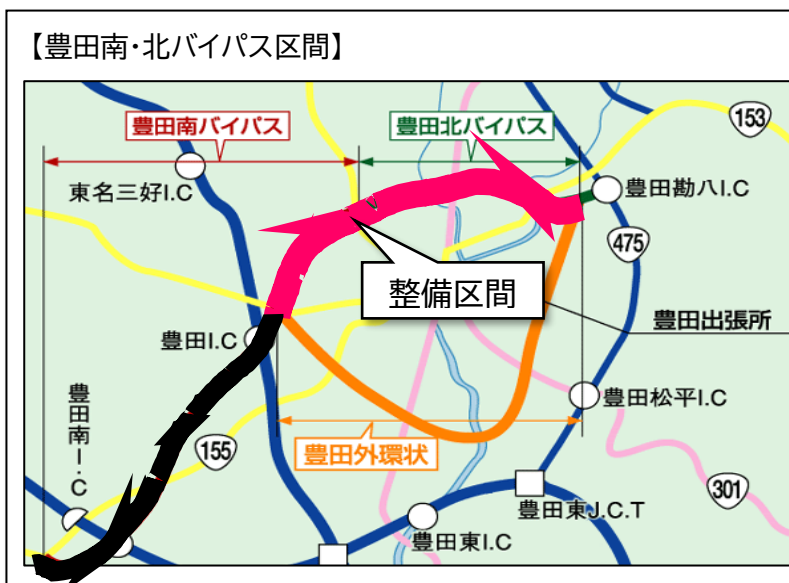 【豊田南・北バイパス区間】
豊田南バイパス
豊田北バイパス
153
東名三好I.C
豊田勘八I.C
475
整備区間
豊田出張所
豊田I.C
豊田松平I.C
豊田南I.C
155
豊田外環状
301
豊田東J.C.T
豊田東I.C